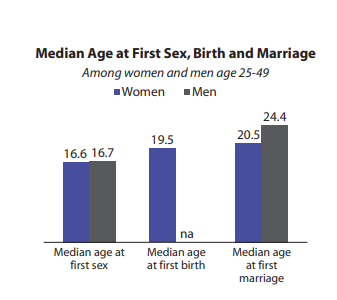 Median Age at First Sex, Birth and Marriage
Among women and men age 25-49
Women Men
16.6 16.7
19.5
na
20.5
24.4
Median age at first sex
Median age at first birth
Median age at first marriage